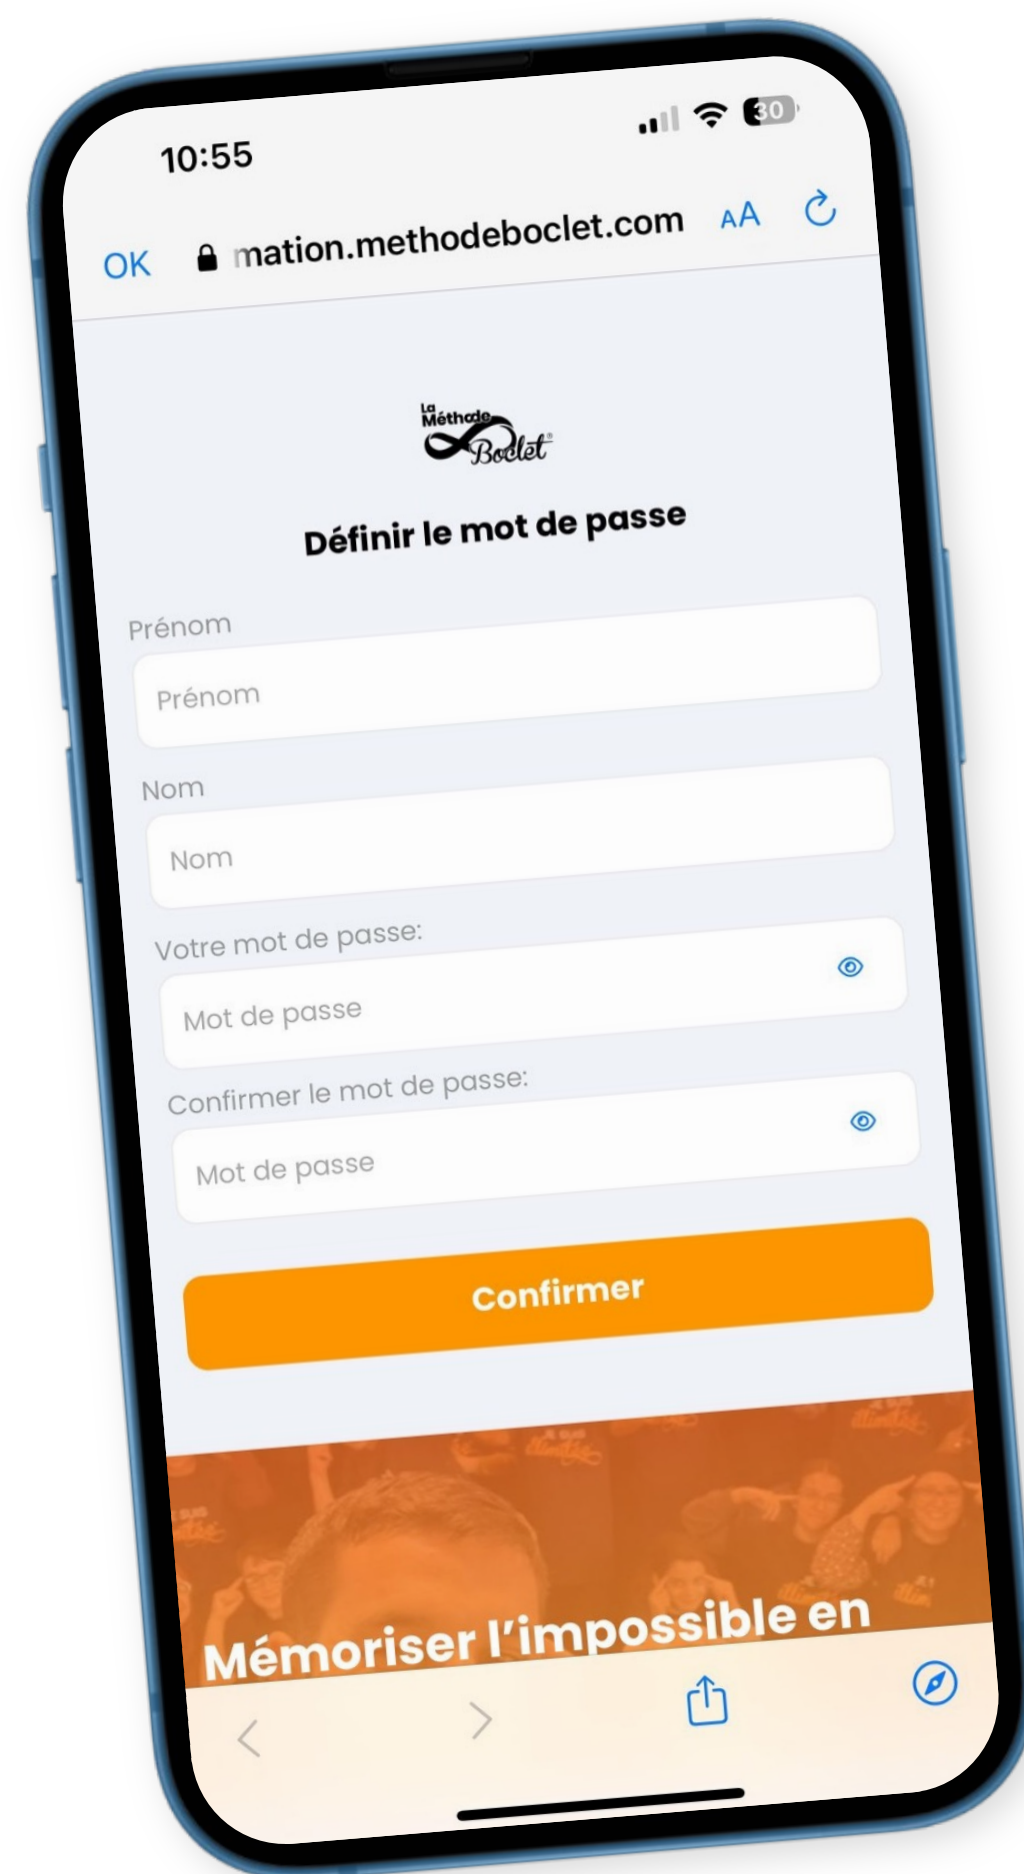 10:55
30
OK mation.methodeboclet.com AA
La
Méthode
Boclet®
Définir le mot de passe
Prénom
Prénom
Nom
Nom
Votre mot de passe:
Mot de passe
Confirmer le mot de passe:
Mot de passe
Confirmer
Mémoriser l’impossible en